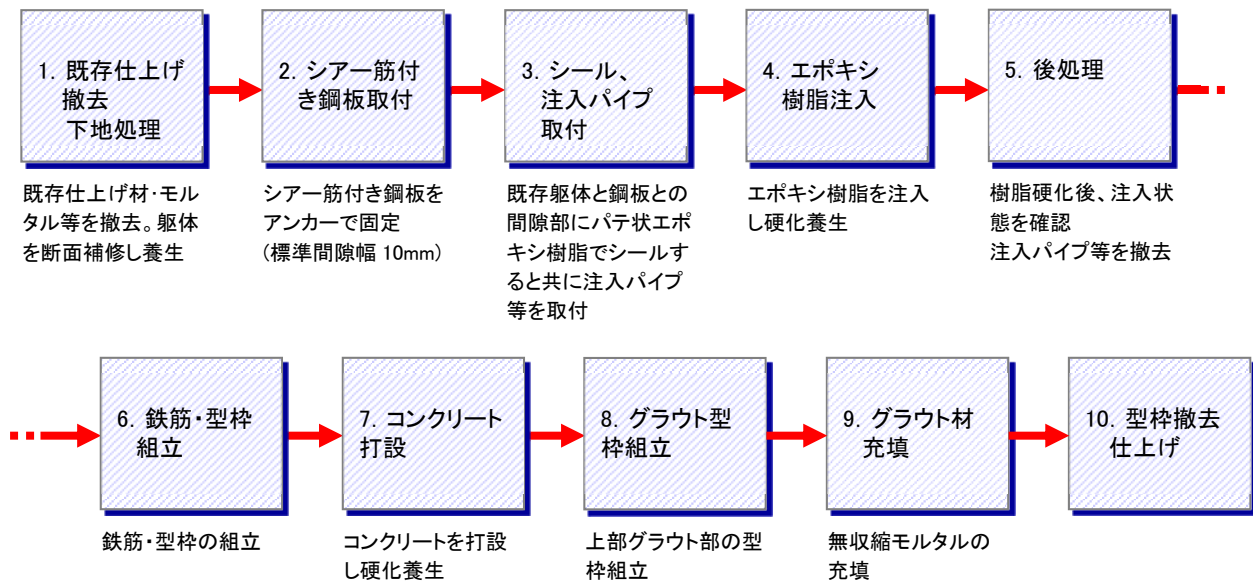 1. 既存仕上げ
撤去
下地処理
2. シアー筋付
き鋼板取付
3. シール、
注入パイプ
取付
4. エポキシ
樹脂注入
5. 後処理
既存仕上げ材・モル
タル等を撤去。躯体
を断面補修し養生
シアー筋付き鋼板を
アンカーで固定
(標準間隙幅 10mm)
既存躯体と鋼板との
間隙部にパテ状エポ
キシ樹脂でシールす
ると共に注入パイプ
等を取付
エポキシ樹脂を注入
し硬化養生
樹脂硬化後、注入状
態を確認
注入パイプ等を撤去
6. 鉄筋・型枠
組立
7. コンクリート
打設
8. グラウト型
枠組立
9. グラウト材
充填
10. 型枠撤去
仕上げ
鉄筋・型枠の組立
コンクリートを打設
し硬化養生
上部グラウト部の型
枠組立
無収縮モルタルの
充填